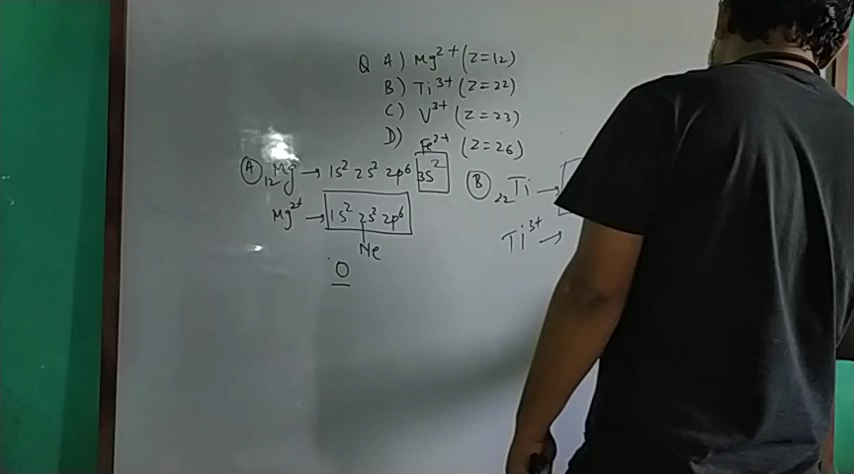 Q A) Mg²⁺ (Z=12)
B) Ti³⁺ (Z=22)
C) V³⁺ (Z=23)
D) Fe²⁺ (Z=26)
(A) ₁₂Mg → 1s² 2s² 2p⁶ 3s²
Mg²⁺ → 1s² 2s² 2p⁶
Ne
0
(B) ₂₂Ti →
Ti³⁺ →